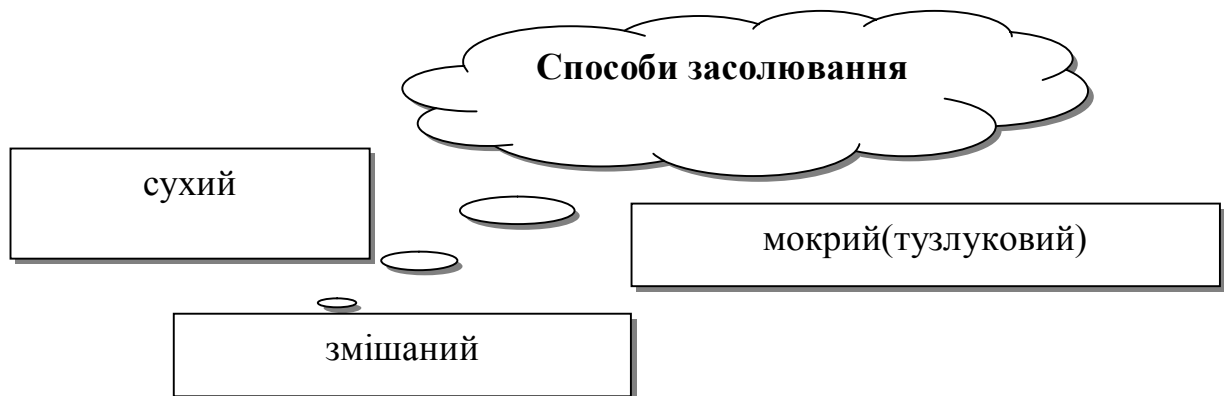 Способи засолювання
сухий
мокрий(тузлуковий)
змішаний